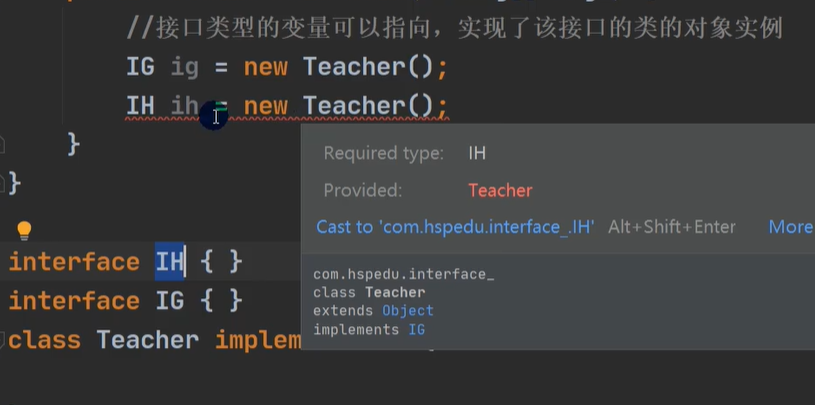 //接口类型的变量可以指向，实现了该接口的类的对象实例
IG ig = new Teacher();
IH ih = new Teacher();
}
}
Required type: IH
Provided: Teacher
Cast to 'com.hspedu.interface_.IH' Alt+Shift+Enter More
com.hspedu.interface_
class Teacher
extends Object
implements IG
interface IH { }
interface IG { }
class Teacher implem